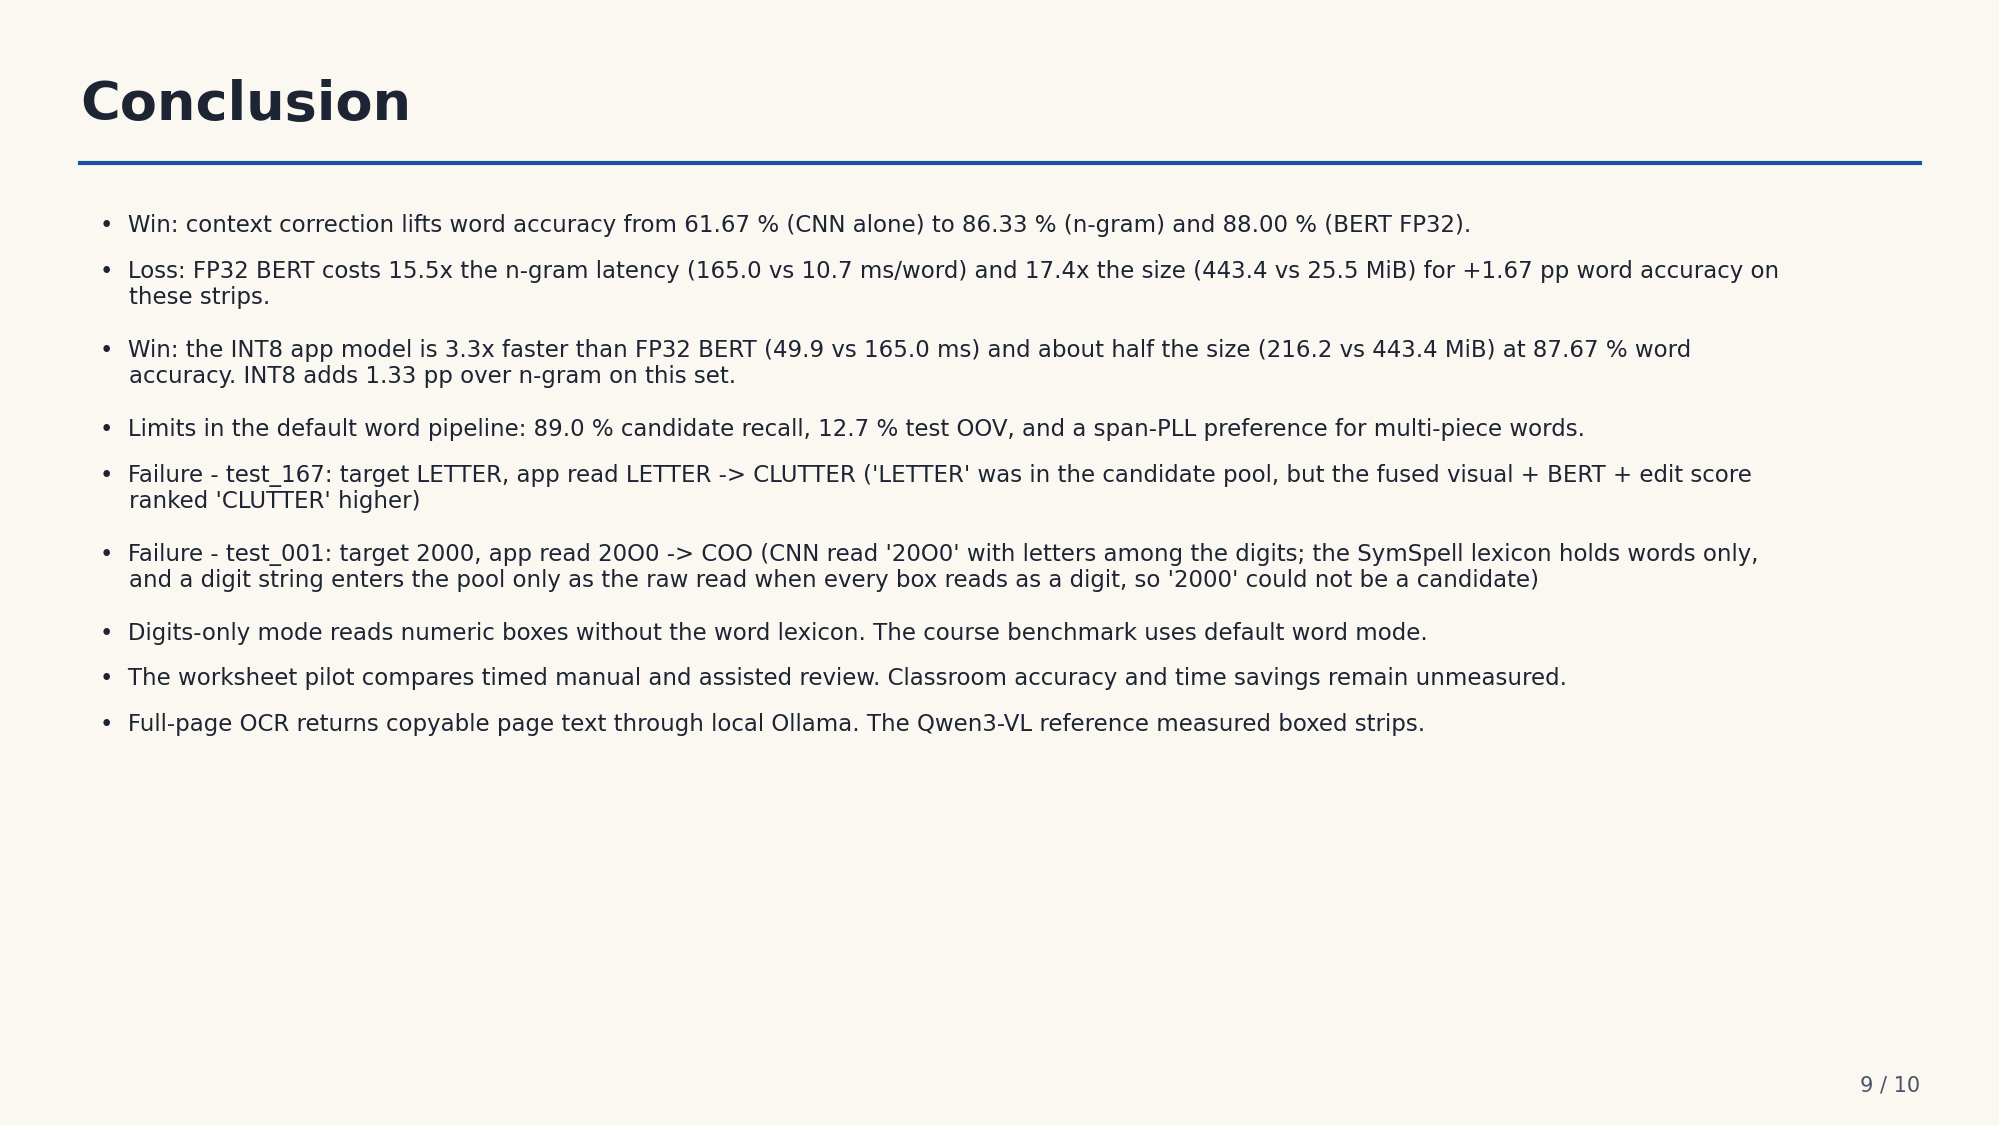 Conclusion
• Win: context correction lifts word accuracy from 61.67 % (CNN alone) to 86.33 % (n-gram) and 88.00 % (BERT FP32).
• Loss: FP32 BERT costs 15.5x the n-gram latency (165.0 vs 10.7 ms/word) and 17.4x the size (443.4 vs 25.5 MiB) for +1.67 pp word accuracy on
these strips.
• Win: the INT8 app model is 3.3x faster than FP32 BERT (49.9 vs 165.0 ms) and about half the size (216.2 vs 443.4 MiB) at 87.67 % word
accuracy. INT8 adds 1.33 pp over n-gram on this set.
• Limits in the default word pipeline: 89.0 % candidate recall, 12.7 % test OOV, and a span-PLL preference for multi-piece words.
• Failure - test_167: target LETTER, app read LETTER -> CLUTTER ('LETTER' was in the candidate pool, but the fused visual + BERT + edit score
ranked 'CLUTTER' higher)
• Failure - test_001: target 2000, app read 20O0 -> COO (CNN read '20O0' with letters among the digits; the SymSpell lexicon holds words only,
and a digit string enters the pool only as the raw read when every box reads as a digit, so '2000' could not be a candidate)
• Digits-only mode reads numeric boxes without the word lexicon. The course benchmark uses default word mode.
• The worksheet pilot compares timed manual and assisted review. Classroom accuracy and time savings remain unmeasured.
• Full-page OCR returns copyable page text through local Ollama. The Qwen3-VL reference measured boxed strips.
9 / 10